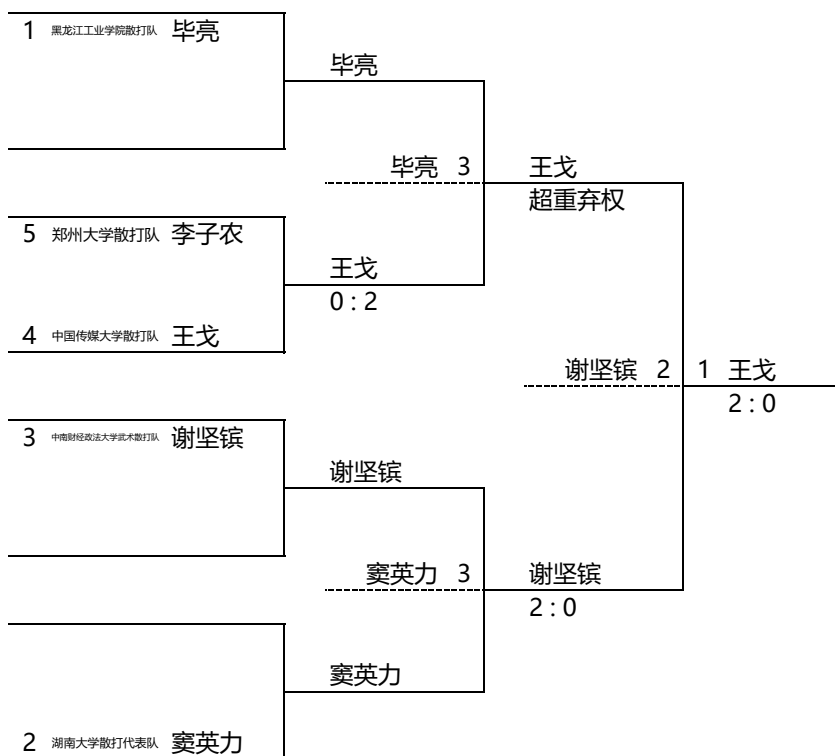 1 黑龙江工业学院散打队 毕亮
毕亮
毕亮 3
王戈
超重弃权
5 郑州大学散打队 李子农
王戈
0 : 2
4 中国传媒大学散打队 王戈
谢坚镔 2
1 王戈
2 : 0
3 中南财经政法大学武术散打队 谢坚镔
谢坚镔
窦英力 3
谢坚镔
2 : 0
窦英力
2 湖南大学散打代表队 窦英力